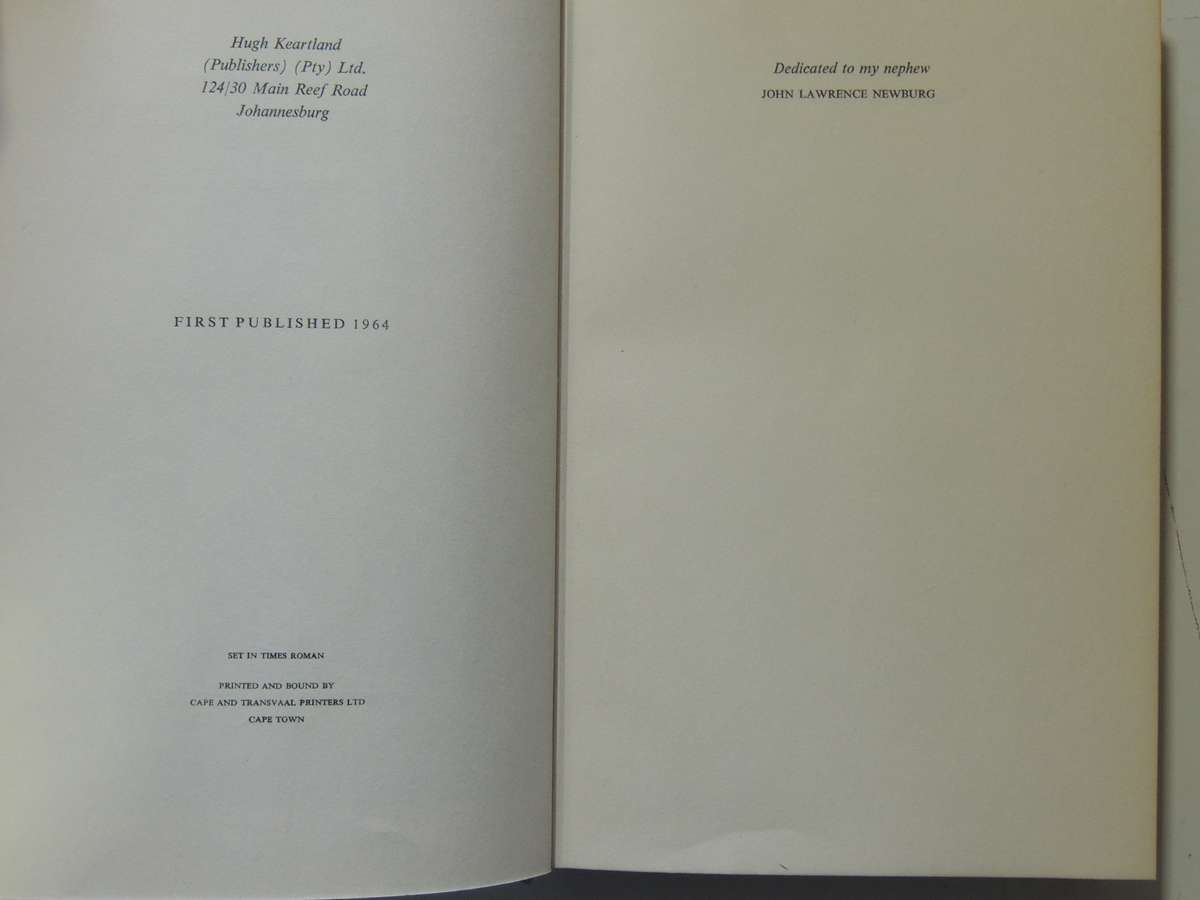 Hugh Keartland
(Publishers) (Pty) Ltd.
124/30 Main Reef Road
Johannesburg
FIRST PUBLISHED 1964
SET IN TIMES ROMAN
PRINTED AND BOUND BY
CAPE AND TRANSVAAL PRINTERS LTD
CAPE TOWN
Dedicated to my nephew
JOHN LAWRENCE NEWBURG